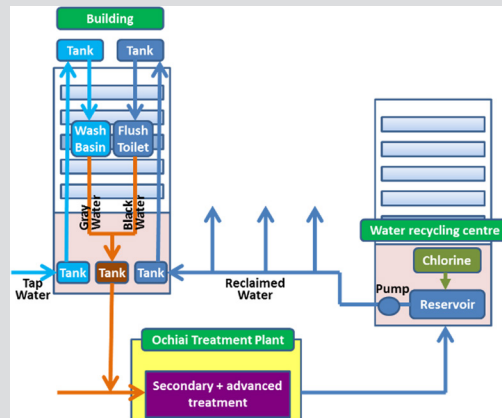 Building
Tank
Tank
Wash
Basin
Flush
Toilet
Gray
Water
Black
Water
Water recycling centre
Chlorine
Tank
Tank
Tank
Tap
Water
Reclaimed
Water
Pump
Reservoir
Ochiai Treatment Plant
Secondary + advanced
treatment